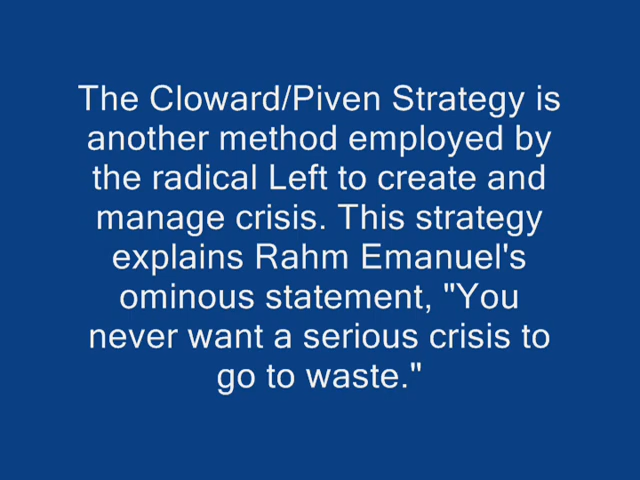 The Cloward/Piven Strategy is
another method employed by
the radical Left to create and
manage crisis. This strategy
explains Rahm Emanuel's
ominous statement, "You
never want a serious crisis to
go to waste."